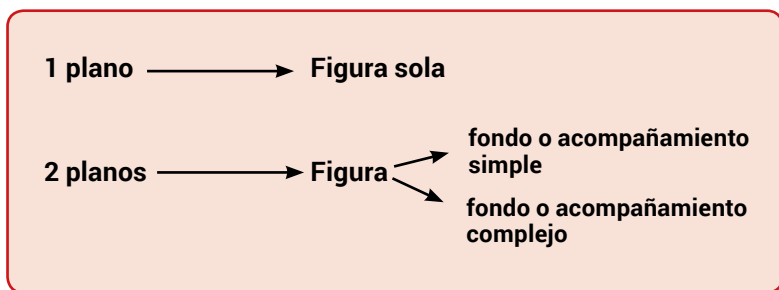 1 plano Figura sola
2 planos Figura
fondo o acompañamiento
simple
fondo o acompañamiento
complejo